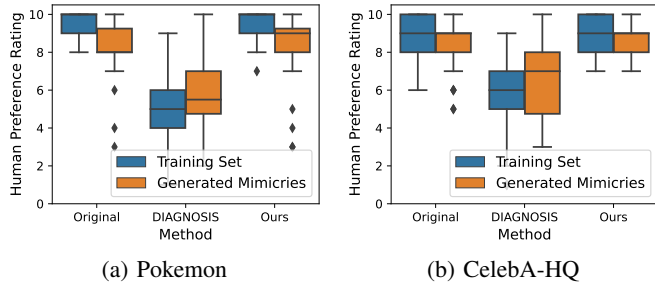 Human Preference Rating
10
8
6
4
2
0
Training Set
Generated Mimicries
Original DIAGNOSIS Ours
Method
(a) Pokemon
Human Preference Rating
10
8
6
4
2
0
Training Set
Generated Mimicries
Original DIAGNOSIS Ours
Method
(b) CelebA-HQ